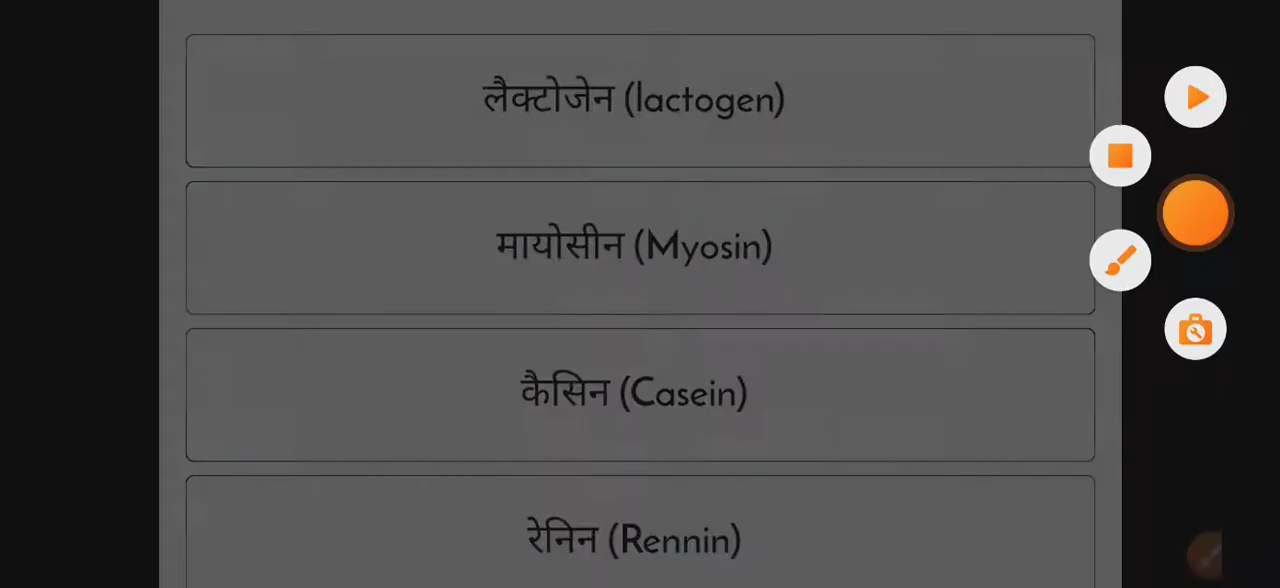 लैक्टोजेन (lactogen)
मायोसीन (Myosin)
कैसिन (Casein)
रेनिन (Rennin)